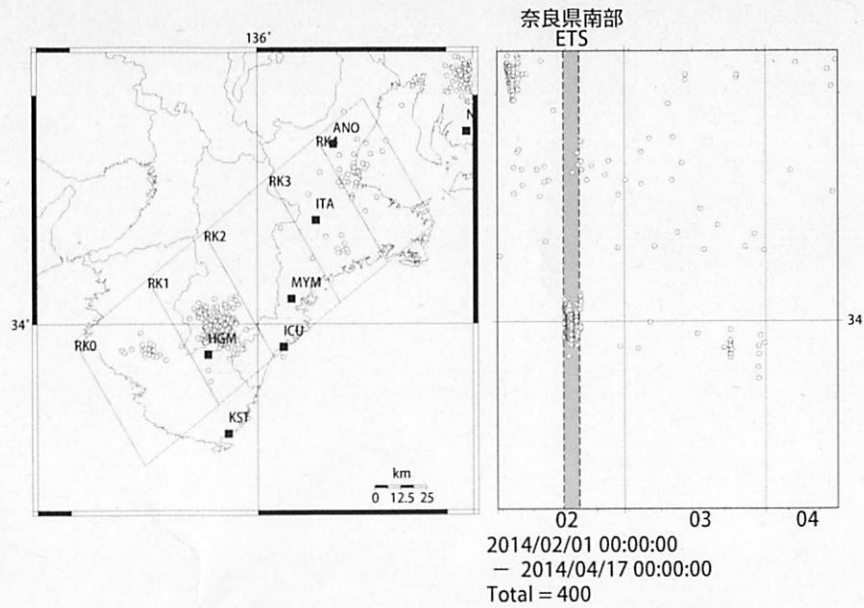 奈良県南部
ETS
136°
N
ANO
RK4
RK3
ITA
RK2
RK1
MYM
34°
34
HGM
ICU
RK0
KST
km
0 12.5 25
02
03
04
2014/02/01 00:00:00
－ 2014/04/17 00:00:00
Total = 400